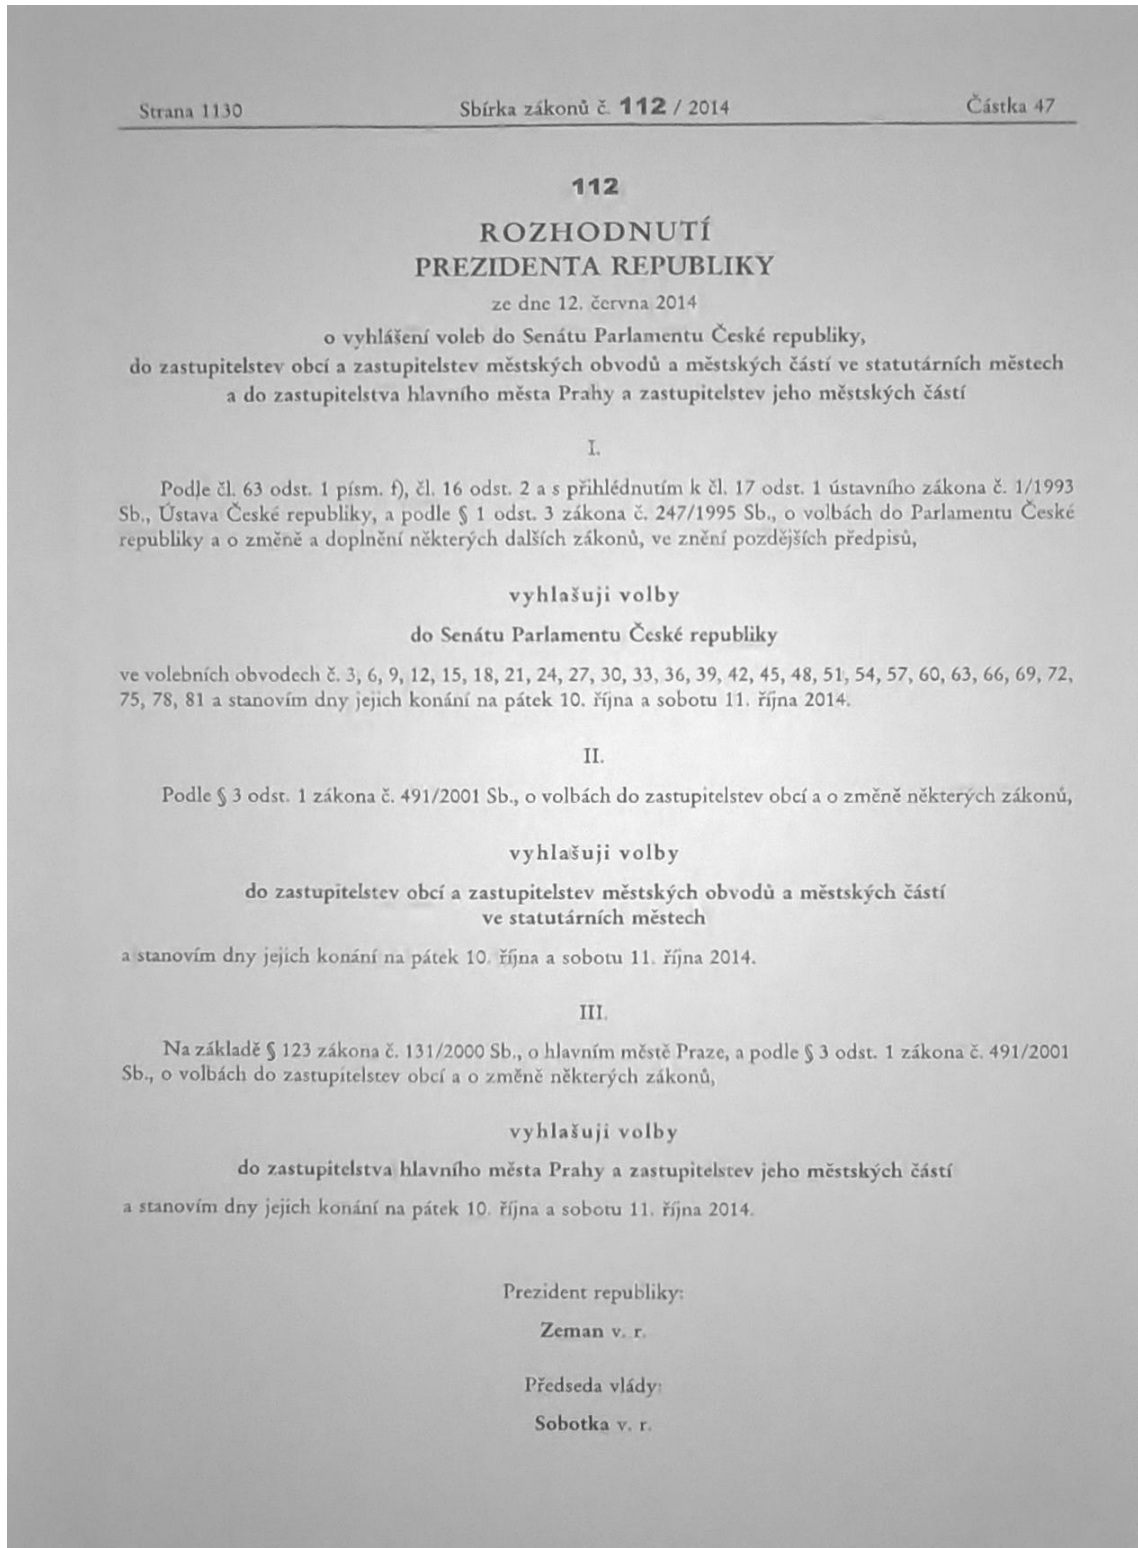 Strana 1130 Sbírka zákonů č. 112 / 2014 Částka 47
112
ROZHODNUTÍ
PREZIDENTA REPUBLIKY
ze dne 12. června 2014
o vyhlášení voleb do Senátu Parlamentu České republiky,
do zastupitelstev obcí a zastupitelstev městských obvodů a městských částí ve statutárních městech
a do zastupitelstva hlavního města Prahy a zastupitelstev jeho městských částí
I.
Podle čl. 63 odst. 1 písm. f), čl. 16 odst. 2 a s přihlédnutím k čl. 17 odst. 1 ústavního zákona č. 1/1993
Sb., Ústava České republiky, a podle § 1 odst. 3 zákona č. 247/1995 Sb., o volbách do Parlamentu České
republiky a o změně a doplnění některých dalších zákonů, ve znění pozdějších předpisů,
vyhlašuji volby
do Senátu Parlamentu České republiky
ve volebních obvodech č. 3, 6, 9, 12, 15, 18, 21, 24, 27, 30, 33, 36, 39, 42, 45, 48, 51, 54, 57, 60, 63, 66, 69, 72,
75, 78, 81 a stanovím dny jejich konání na pátek 10. října a sobotu 11. října 2014.
II.
Podle § 3 odst. 1 zákona č. 491/2001 Sb., o volbách do zastupitelstev obcí a o změně některých zákonů,
vyhlašuji volby
do zastupitelstev obcí a zastupitelstev městských obvodů a městských částí
ve statutárních městech
a stanovím dny jejich konání na pátek 10. října a sobotu 11. října 2014.
III.
Na základě § 123 zákona č. 131/2000 Sb., o hlavním městě Praze, a podle § 3 odst. 1 zákona č. 491/2001
Sb., o volbách do zastupitelstev obcí a o změně některých zákonů,
vyhlašuji volby
do zastupitelstva hlavního města Prahy a zastupitelstev jeho městských částí
a stanovím dny jejich konání na pátek 10. října a sobotu 11. října 2014.
Prezident republiky:
Zeman v. r.
Předseda vlády:
Sobotka v. r.